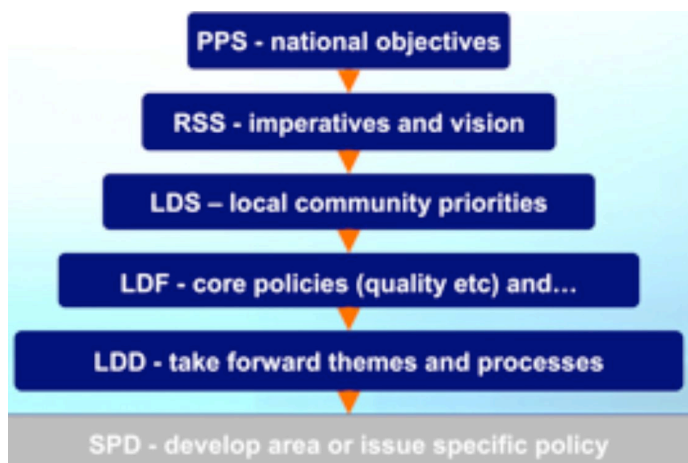 PPS - national objectives
RSS - imperatives and vision
LDS – local community priorities
LDF - core policies (quality etc) and...
LDD - take forward themes and processes
SPD - develop area or issue specific policy